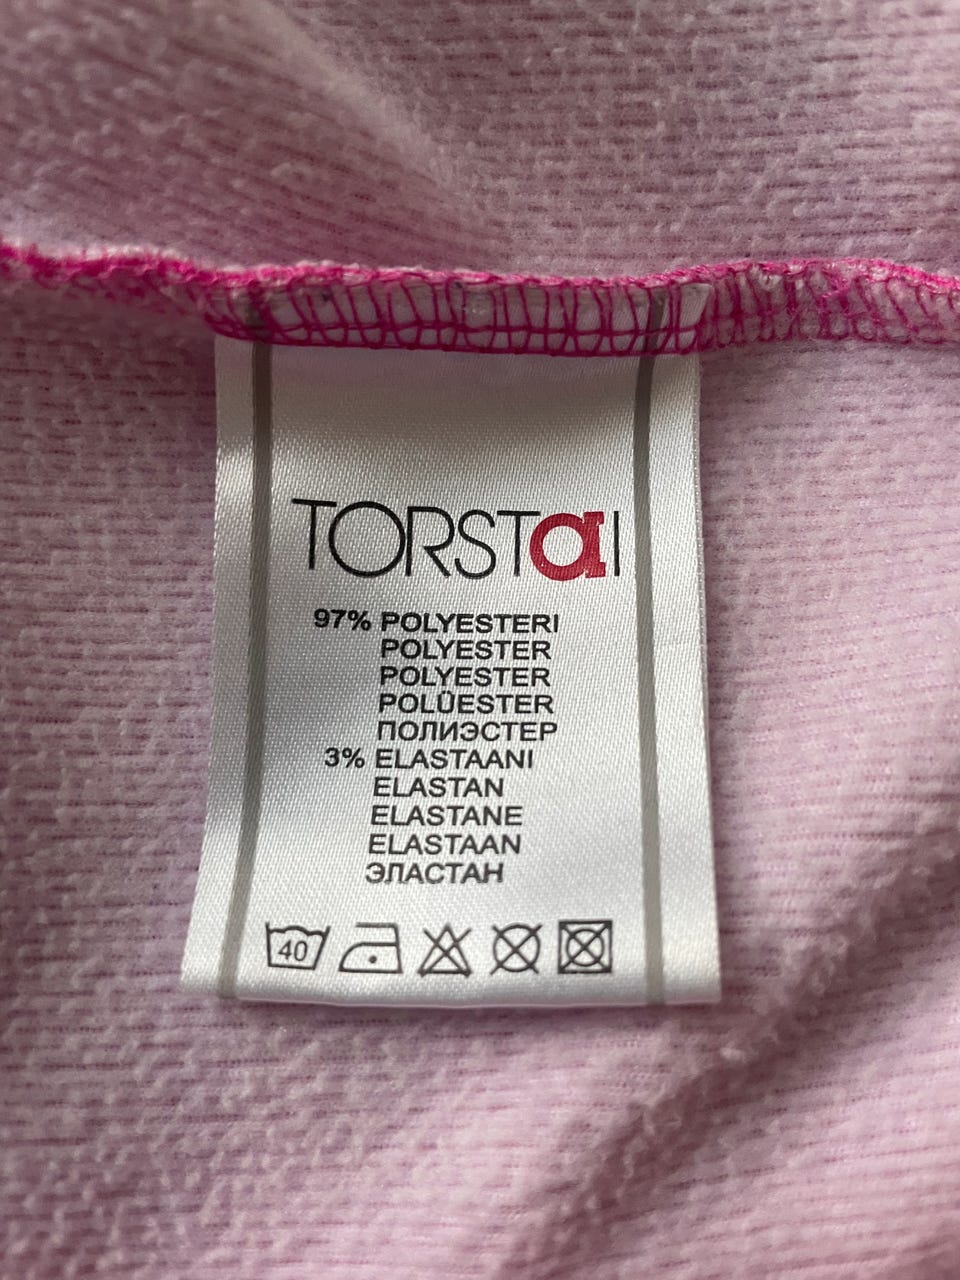 TORSTAI
97% POLYESTERI
POLYESTER
POLYESTER
POLÜESTER
ПОЛИЭСТЕР
3% ELASTAANI
ELASTAN
ELASTANE
ELASTAAN
ЭЛАСТАН
40